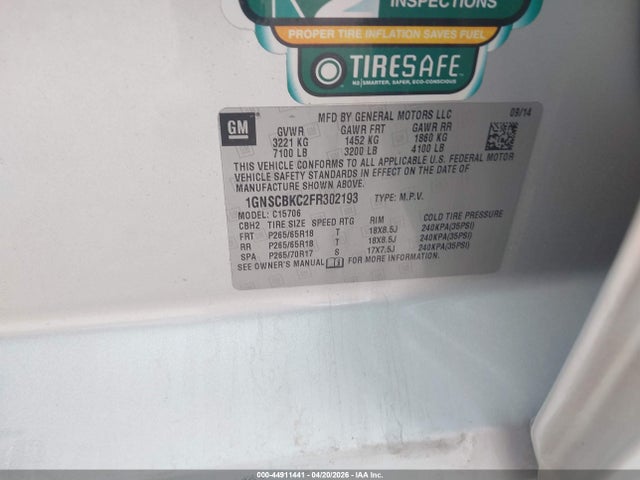 INSPECTIONS
PROPER TIRE INFLATION SAVES FUEL
TIRESAFE™
N2|SMARTER, SAFER, ECO-CONSCIOUS
GM
MFD BY GENERAL MOTORS LLC 09/14
GVWR GAWR FRT GAWR RR
3221 KG 1452 KG 1860 KG
7100 LB 3200 LB 4100 LB
THIS VEHICLE CONFORMS TO ALL APPLICABLE U.S. FEDERAL MOTOR
VEHICLE SAFETY STANDARDS IN EFFECT ON THE DATE OF
MANUFACTURE SHOWN ABOVE.
1GNSCBKC2FR302193 TYPE: M.P.V.
MODEL: C15706
CBH2 TIRE SIZE SPEED RTG RIM COLD TIRE PRESSURE
FRT P265/65R18 T 18X8.5J 240KPA(35PSI)
RR P265/65R18 T 18X8.5J 240KPA(35PSI)
SPA P265/70R17 S 17X7.5J 240KPA(35PSI)
SEE OWNER'S MANUAL FOR MORE INFORMATION.
000-44911441 - 04/20/2026 - IAAI.COM